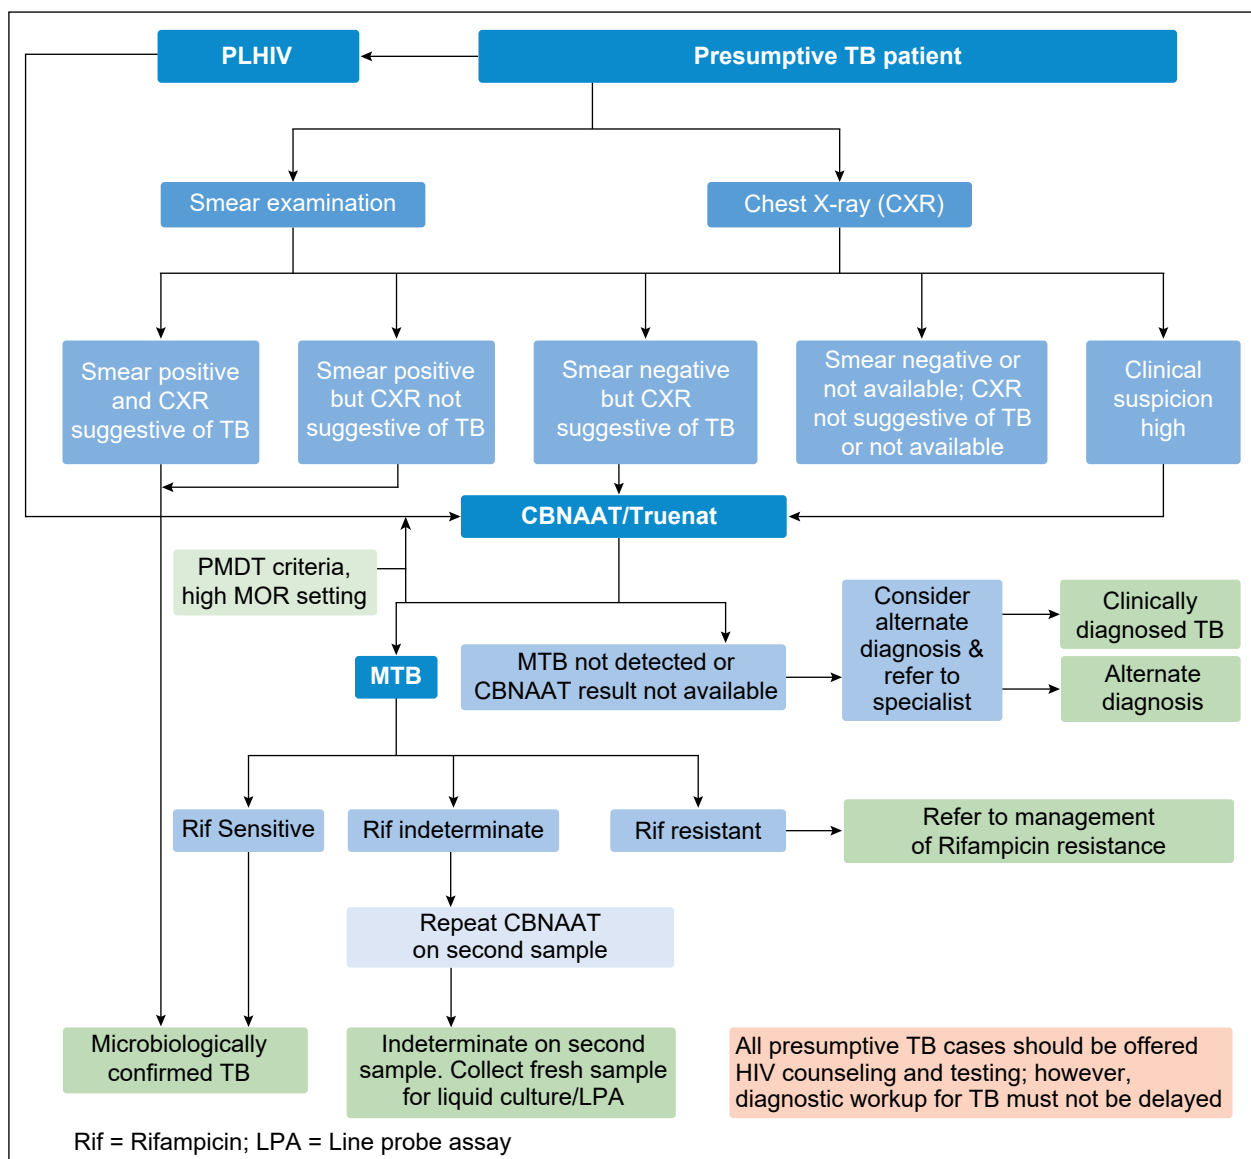 PLHIV
Presumptive TB patient
Smear examination
Chest X-ray (CXR)
Smear positive
and CXR
suggestive of TB
Smear positive
but CXR not
suggestive of TB
Smear negative
but CXR
suggestive of TB
Smear negative or
not available; CXR
not suggestive of TB
or not available
Clinical
suspicion
high
CBNAAT/Truenat
PMDT criteria,
high MOR setting
MTB
MTB not detected or
CBNAAT result not available
Consider
alternate
diagnosis &
refer to
specialist
Clinically
diagnosed TB
Alternate
diagnosis
Rif Sensitive
Rif indeterminate
Rif resistant
Refer to management
of Rifampicin resistance
Repeat CBNAAT
on second sample
Microbiologically
confirmed TB
Indeterminate on second
sample. Collect fresh sample
for liquid culture/LPA
All presumptive TB cases should be offered
HIV counseling and testing; however,
diagnostic workup for TB must not be delayed
Rif = Rifampicin; LPA = Line probe assay